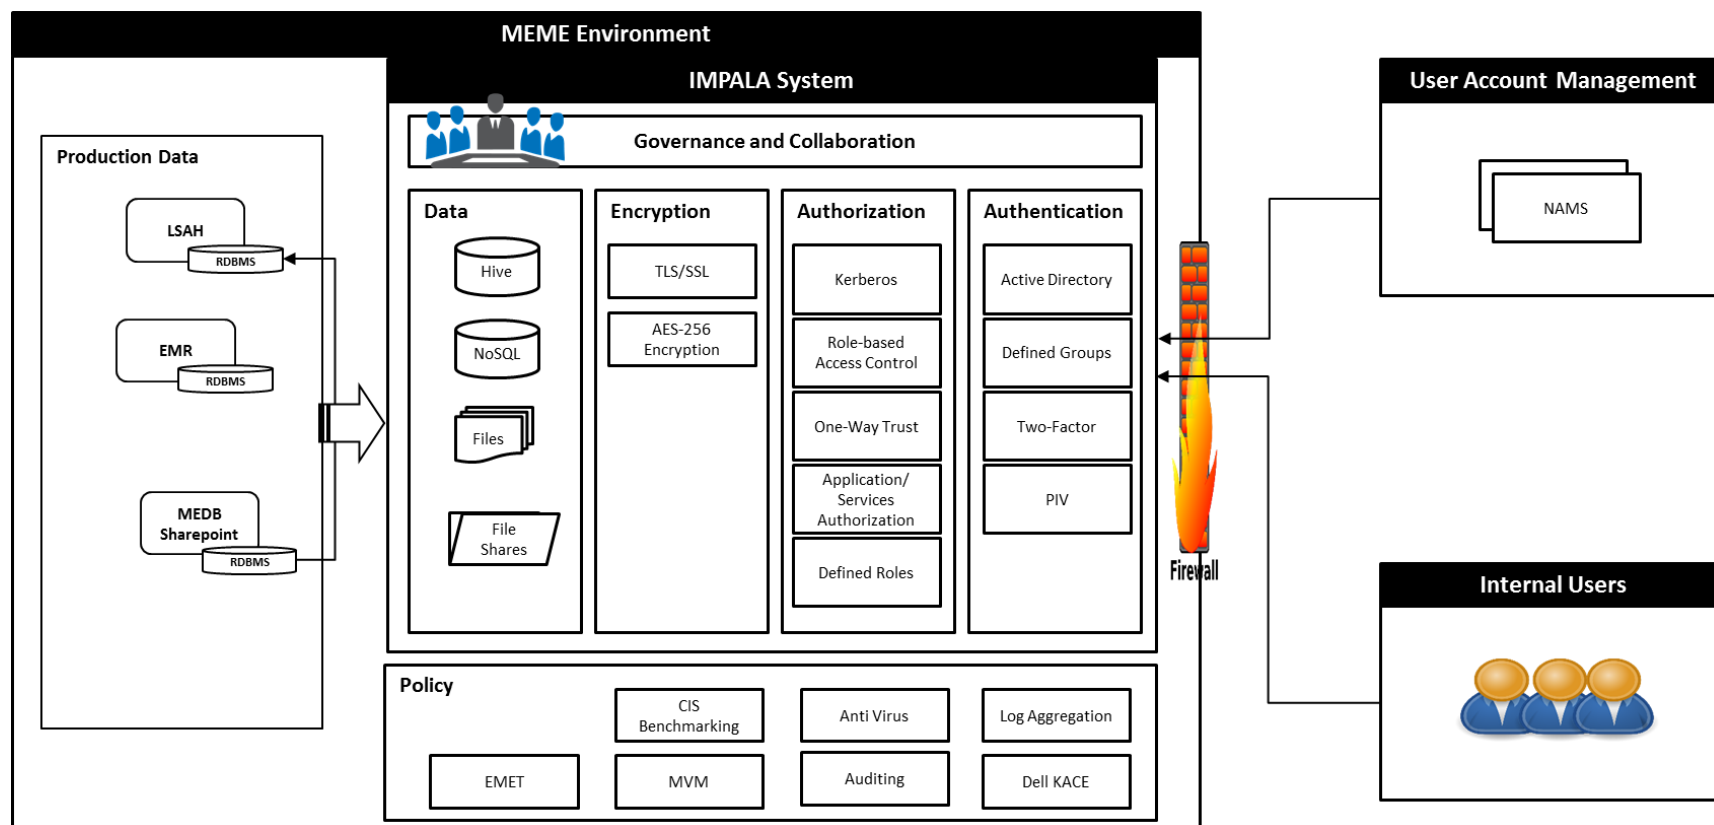 MEME Environment
IMPALA System
User Account Management
Governance and Collaboration
Production Data
LSAH
RDBMS
EMR
RDBMS
MEDB
Sharepoint
RDBMS
Data
Hive
NoSQL
Files
File
Shares
Encryption
TLS/SSL
AES-256
Encryption
Authorization
Kerberos
Role-based
Access Control
One-Way Trust
Application/
Services
Authorization
Defined Roles
Authentication
Active Directory
Defined Groups
Two-Factor
PIV
Firewall
NAMS
Internal Users
Policy
CIS
Benchmarking
Anti Virus
Log Aggregation
EMET
MVM
Auditing
Dell KACE